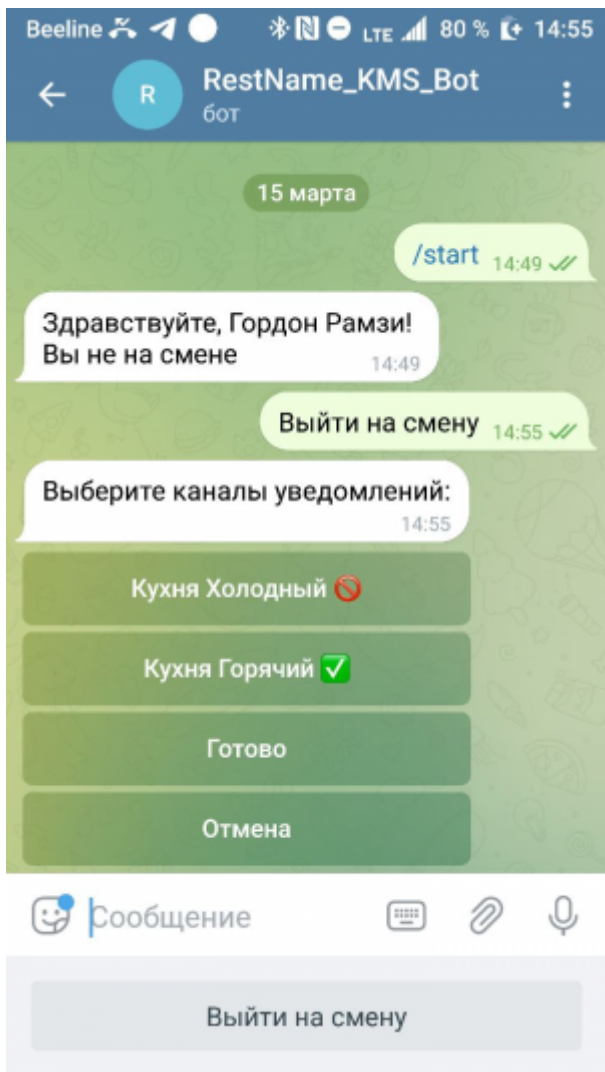 Beeline LTE 80 % 14:55
R
RestName_KMS_Bot
бот
15 марта
/start 14:49
Здравствуйте, Гордон Рамзи!
Вы не на смене 14:49
Выйти на смену 14:55
Выберите каналы уведомлений:
14:55
Кухня Холодный 🚫
Кухня Горячий ✅
Готово
Отмена
Сообщение
Выйти на смену